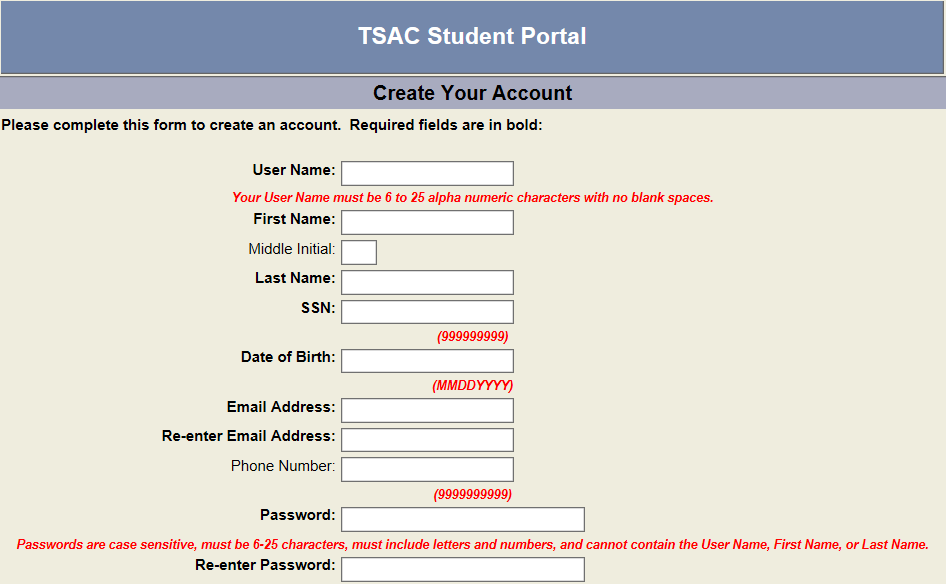 TSAC Student Portal
Create Your Account
Please complete this form to create an account. Required fields are in bold:
User Name:
Your User Name must be 6 to 25 alpha numeric characters with no blank spaces.
First Name:
Middle Initial:
Last Name:
SSN:
(999999999)
Date of Birth:
(MMDDYYYY)
Email Address:
Re-enter Email Address:
Phone Number:
(9999999999)
Password:
Passwords are case sensitive, must be 6-25 characters, must include letters and numbers, and cannot contain the User Name, First Name, or Last Name.
Re-enter Password: